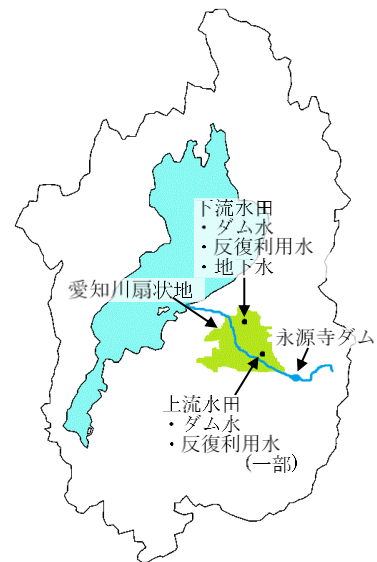 下流水田
・ダム水
・反復利用水
・地下水
愛知川扇状地
永源寺ダム
上流水田
・ダム水
・反復利用水
(一部)